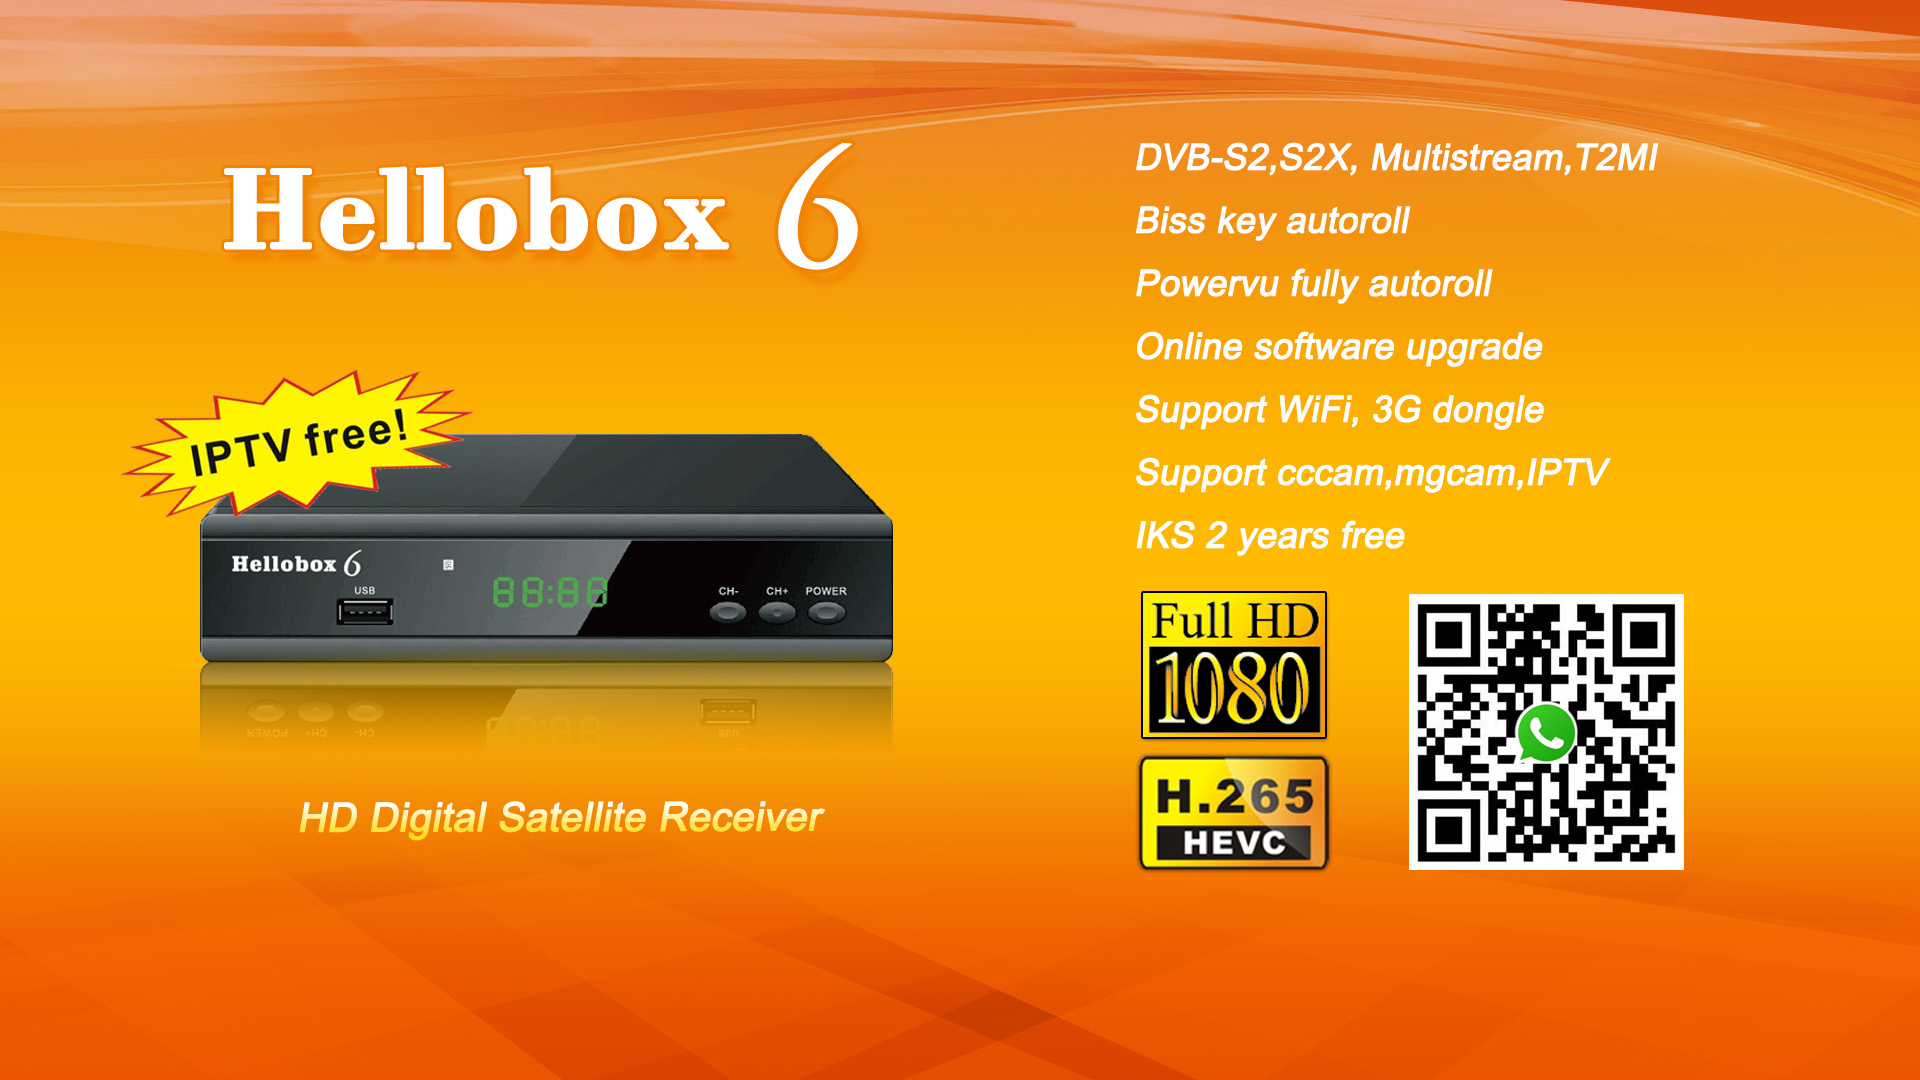 Hellobox 6
IPTV free!
Hellobox 6
USB
88:88
CH-
CH+
POWER
HD Digital Satellite Receiver
DVB-S2,S2X, Multistream,T2MI
Biss key autoroll
Powervu fully autoroll
Online software upgrade
Support WiFi, 3G dongle
Support cccam,mgcam,IPTV
IKS 2 years free
Full HD
1080
H.265
HEVC